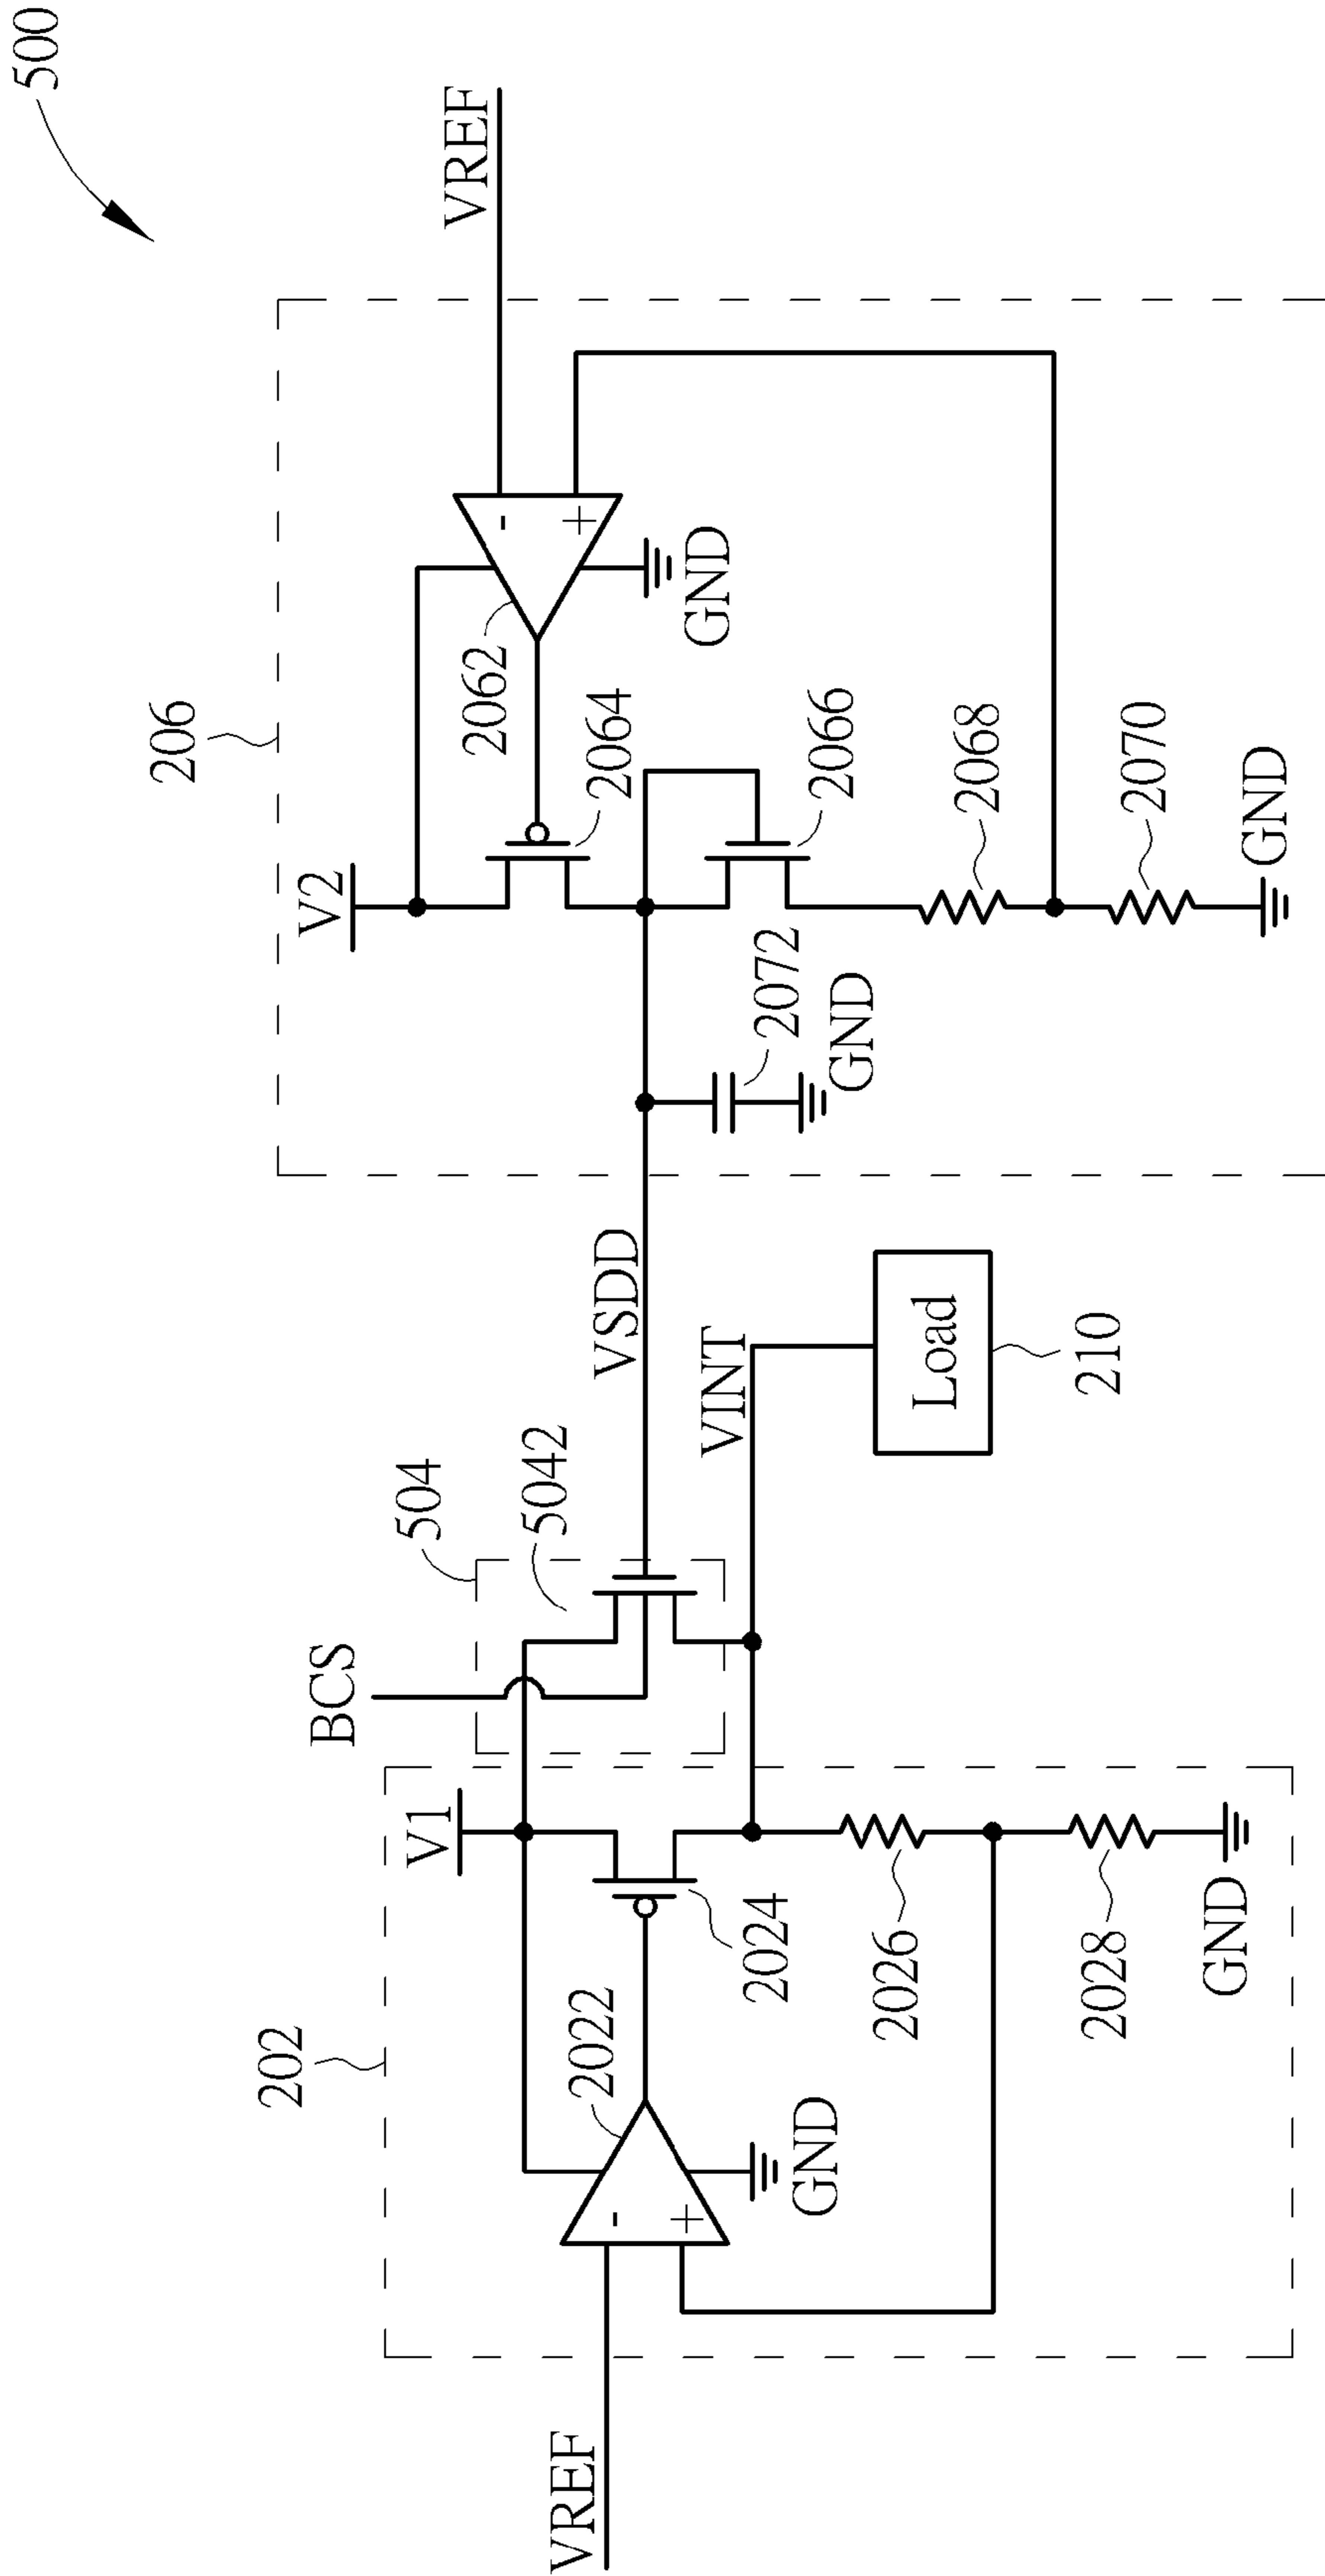 500
206
V2
VREF
2062
2064
GND
2066
2068
2070
GND
2072
GND
VSDD
504
5042
BCS
VINT
Load
210
202
V1
2022
2024
2026
2028
GND
GND
VREF
-
+
-
+